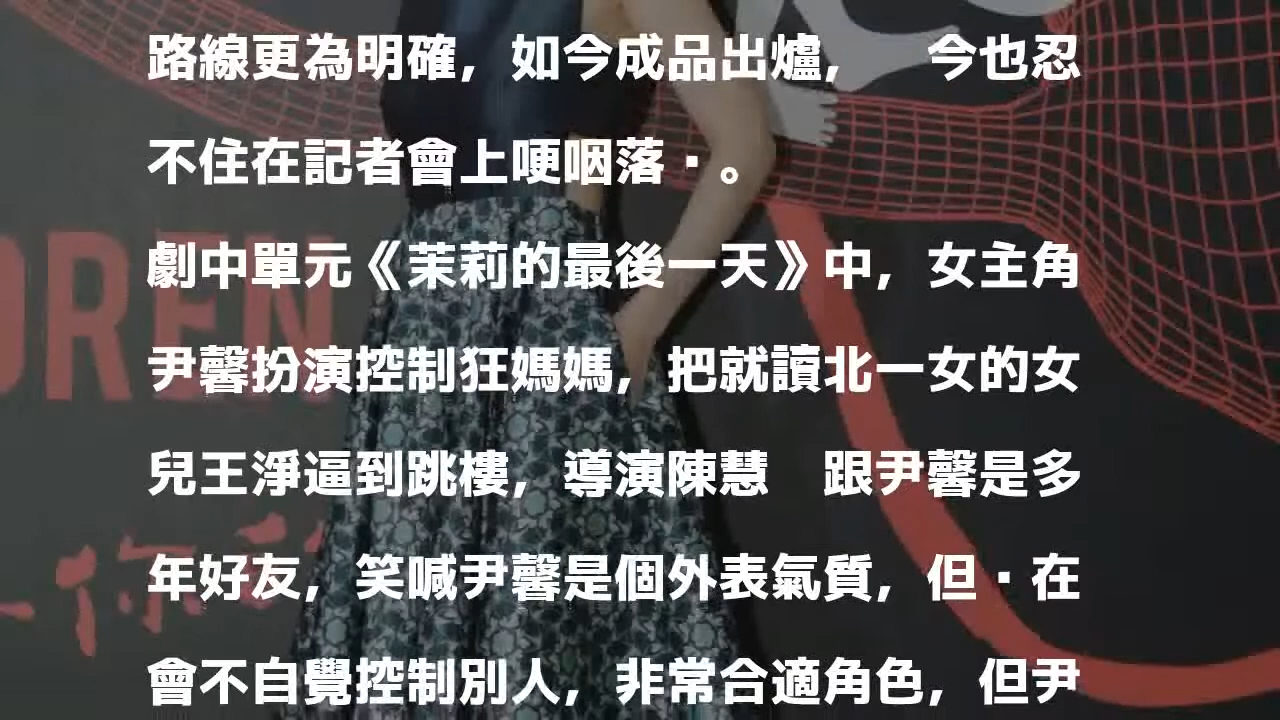 路線更為明確，如今成品出爐，　今也忍
不住在記者會上哽咽落▪。
劇中單元《茉莉的最後一天》中，女主角
尹馨扮演控制狂媽媽，把就讀北一女的女
兒王淨逼到跳樓，導演陳慧　跟尹馨是多
年好友，笑喊尹馨是個外表氣質，但▪在
會不自覺控制別人，非常合適角色，但尹
OREN
你